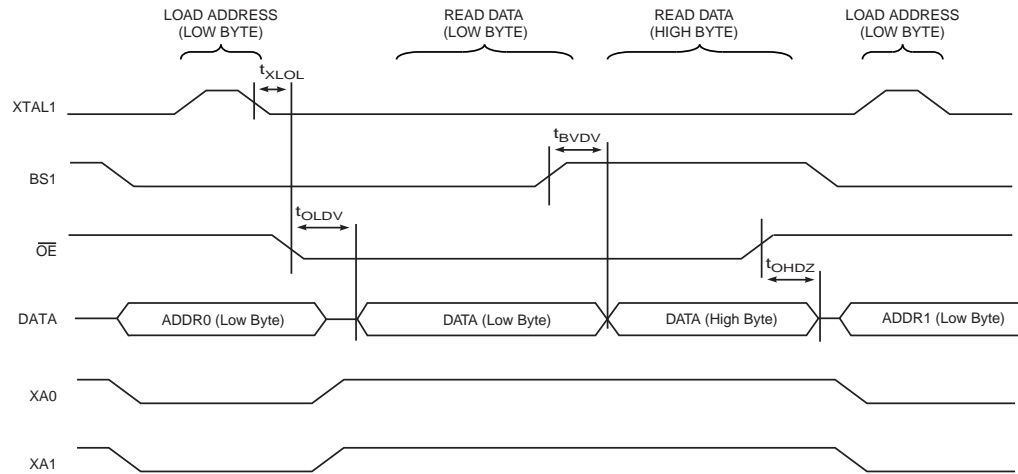 LOAD ADDRESS
(LOW BYTE)
READ DATA
(LOW BYTE)
READ DATA
(HIGH BYTE)
LOAD ADDRESS
(LOW BYTE)
tXLOL
XTAL1
tBVDV
BS1
tOLDV
OE
tOHDZ
DATA
ADDR0 (Low Byte)
DATA (Low Byte)
DATA (High Byte)
ADDR1 (Low Byte)
XA0
XA1